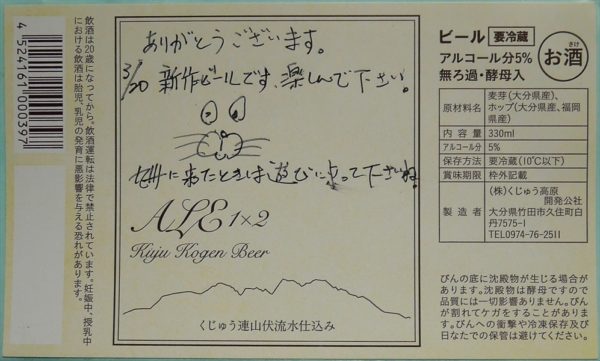 飲酒は20歳になってから。飲酒運転は法律で禁止されています。妊娠中、授乳中
における飲酒は胎児、乳児の発育に悪影響を与える恐れがあります。
4 524161 000397
ありがとうございます。
3/20 新作ビールです、楽しんで下さい。
九州に来たときは遊びに来て下さいね。
ALE 1×2
Kuju Kogen Beer
くじゅう連山伏流水仕込み
ビール 要冷蔵
アルコール分5%
無ろ過・酵母入
お酒
さけ
原材料名 麦芽(大分県産)、
ホップ(大分県産、福岡
県産)
内容量 330ml
アルコール分 5%
保存方法 要冷蔵(10℃以下)
賞味期限 枠外記載
製造者 (株)くじゅう高原
開発公社
大分県竹田市久住町白
丹7575-1
TEL0974-76-2511
びんの底に沈殿物が生じる場合が
あります。沈殿物は酵母ですので
品質には一切影響ありません。びん
が割れてケガをすることがありま
す。びんへの衝撃や冷凍保存及び
日なたでの保管は避けてください。